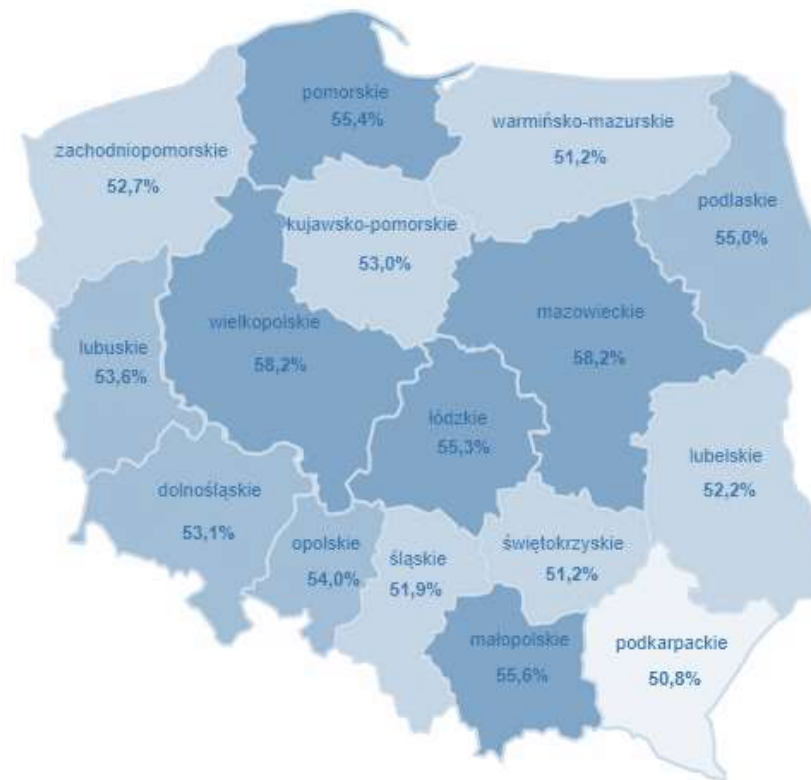 pomorskie
55,4%
warmińsko-mazurskie
51,2%
zachodniopomorskie
52,7%
podlaskie
55,0%
kujawsko-pomorskie
53,0%
wielkopolskie
58,2%
mazowieckie
58,2%
lubuskie
53,6%
łódzkie
55,3%
lubelskie
52,2%
dolnośląskie
53,1%
opolskie
54,0%
śląskie
51,9%
świętokrzyskie
51,2%
małopolskie
55,6%
podkarpackie
50,8%